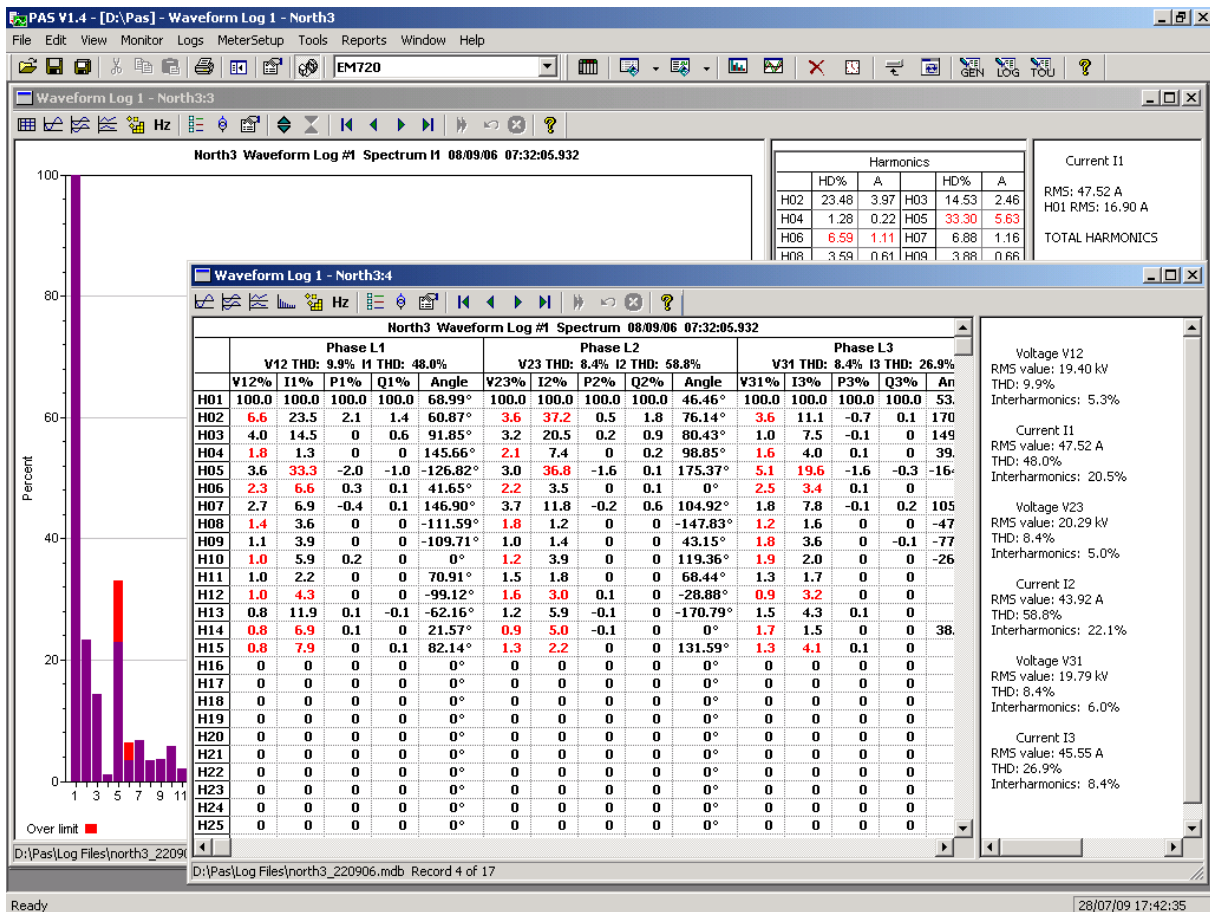 PAS V1.4 - [D:\Pas] - Waveform Log 1 - North3
File Edit View Monitor Logs MeterSetup Tools Reports Window Help
EM720
GEN LOG TOU
Waveform Log 1 - North3:3
Hz
North3 Waveform Log #1 Spectrum I1 08/09/06 07:32:05.932
Harmonics
HD% A HD% A
H02 23.48 3.97 H03 14.53 2.46
H04 1.28 0.22 H05 33.30 5.63
H06 6.59 1.11 H07 6.88 1.16
H08 3.59 0.61 H09 3.88 0.66
Current I1
RMS: 47.52 A
H01 RMS: 16.90 A
TOTAL HARMONICS
100
80
60
40
20
0
Percent
1 3 5 7 9 11
Over limit
D:\Pas\Log Files\north3_2209
Waveform Log 1 - North3:4
Hz
North3 Waveform Log #1 Spectrum 08/09/06 07:32:05.932
Phase L1 Phase L2 Phase L3
V12 THD: 9.9% I1 THD: 48.0% V23 THD: 8.4% I2 THD: 58.8% V31 THD: 8.4% I3 THD: 26.9%
V12% I1% P1% Q1% Angle V23% I2% P2% Q2% Angle V31% I3% P3% Q3% An
H01 100.0 100.0 100.0 100.0 68.99° 100.0 100.0 100.0 100.0 46.46° 100.0 100.0 100.0 100.0 53.
H02 6.6 23.5 2.1 1.4 60.87° 3.6 37.2 0.5 1.8 76.14° 3.6 11.1 -0.7 0.1 170
H03 4.0 14.5 0 0.6 91.85° 3.2 20.5 0.2 0.9 80.43° 1.0 7.5 -0.1 0 149
H04 1.8 1.3 0 0 145.66° 2.1 7.4 0 0.2 98.85° 1.6 4.0 0.1 0 39.
H05 3.6 33.3 -2.0 -1.0 -126.82° 3.0 36.8 -1.6 0.1 175.37° 5.1 19.6 -1.6 -0.3 -16
H06 2.3 6.6 0.3 0.1 41.65° 2.2 3.5 0 0.1 0° 2.5 3.4 0.1 0
H07 2.7 6.9 -0.4 0.1 146.90° 3.7 11.8 -0.2 0.6 104.92° 1.8 7.8 -0.1 0.2 105
H08 1.4 3.6 0 0 -111.59° 1.8 1.2 0 0 -147.83° 1.2 1.6 0 0 -47
H09 1.1 3.9 0 0 -109.71° 1.0 1.4 0 0 43.15° 1.8 3.6 0 -0.1 -77
H10 1.0 5.9 0.2 0 0° 1.2 3.9 0 0 119.36° 1.9 2.0 0 0 -26
H11 1.0 2.2 0 0 70.91° 1.5 1.8 0 0 68.44° 1.3 1.7 0 0
H12 1.0 4.3 0 0 -99.12° 1.6 3.0 0.1 0 -28.88° 0.9 3.2 0 0
H13 0.8 11.9 0.1 -0.1 -62.16° 1.2 5.9 -0.1 0 -170.79° 1.5 4.3 0.1 0
H14 0.8 6.9 0.1 0 21.57° 0.9 5.0 -0.1 0 0° 1.7 1.5 0 0 38.
H15 0.8 7.9 0 0.1 82.14° 1.3 2.2 0 0 131.59° 1.3 4.1 0.1 0
H16 0 0 0 0 0° 0 0 0 0 0° 0 0 0 0
H17 0 0 0 0 0° 0 0 0 0 0° 0 0 0 0
H18 0 0 0 0 0° 0 0 0 0 0° 0 0 0 0
H19 0 0 0 0 0° 0 0 0 0 0° 0 0 0 0
H20 0 0 0 0 0° 0 0 0 0 0° 0 0 0 0
H21 0 0 0 0 0° 0 0 0 0 0° 0 0 0 0
H22 0 0 0 0 0° 0 0 0 0 0° 0 0 0 0
H23 0 0 0 0 0° 0 0 0 0 0° 0 0 0 0
H24 0 0 0 0 0° 0 0 0 0 0° 0 0 0 0
H25 0 0 0 0 0° 0 0 0 0 0° 0 0 0 0
Voltage V12
RMS value: 19.40 kV
THD: 9.9%
Interharmonics: 5.3%
Current I1
RMS value: 47.52 A
THD: 48.0%
Interharmonics: 20.5%
Voltage V23
RMS value: 20.29 kV
THD: 8.4%
Interharmonics: 5.0%
Current I2
RMS value: 43.92 A
THD: 58.8%
Interharmonics: 22.1%
Voltage V31
RMS value: 19.79 kV
THD: 8.4%
Interharmonics: 6.0%
Current I3
RMS value: 45.55 A
THD: 26.9%
Interharmonics: 8.4%
D:\Pas\Log Files\north3_220906.mdb Record 4 of 17
Ready
28/07/09 17:42:35